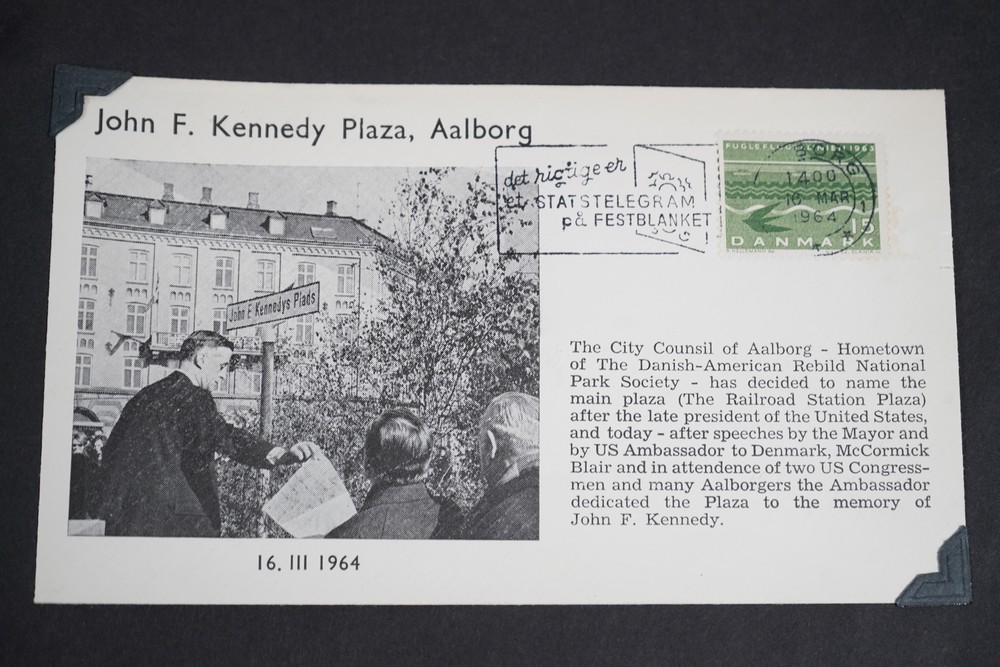 John F. Kennedy Plaza, Aalborg
det rigtige er
et STATSTELEGRAM
på FESTBLANKET
FUGLEFLUGTSLINIEN 1963
1400
16 MAR
1964
15
DANMARK
John F Kennedys Plads
The City Counsil of Aalborg - Hometown
of The Danish-American Rebild National
Park Society - has decided to name the
main plaza (The Railroad Station Plaza)
after the late president of the United States,
and today - after speeches by the Mayor and
by US Ambassador to Denmark, McCormick
Blair and in attendence of two US Congress-
men and many Aalborgers the Ambassador
dedicated the Plaza to the memory of
John F. Kennedy.
16. III 1964